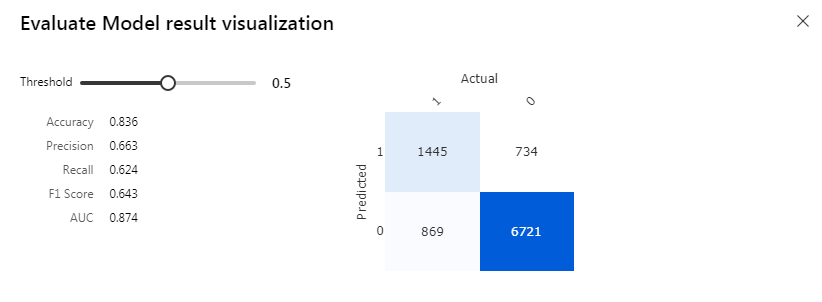 Evaluate Model result visualization
Threshold 0.5
Accuracy 0.836
Precision 0.663
Recall 0.624
F1 Score 0.643
AUC 0.874
Actual
1 0
Predicted
1 1445 734
0 869 6721